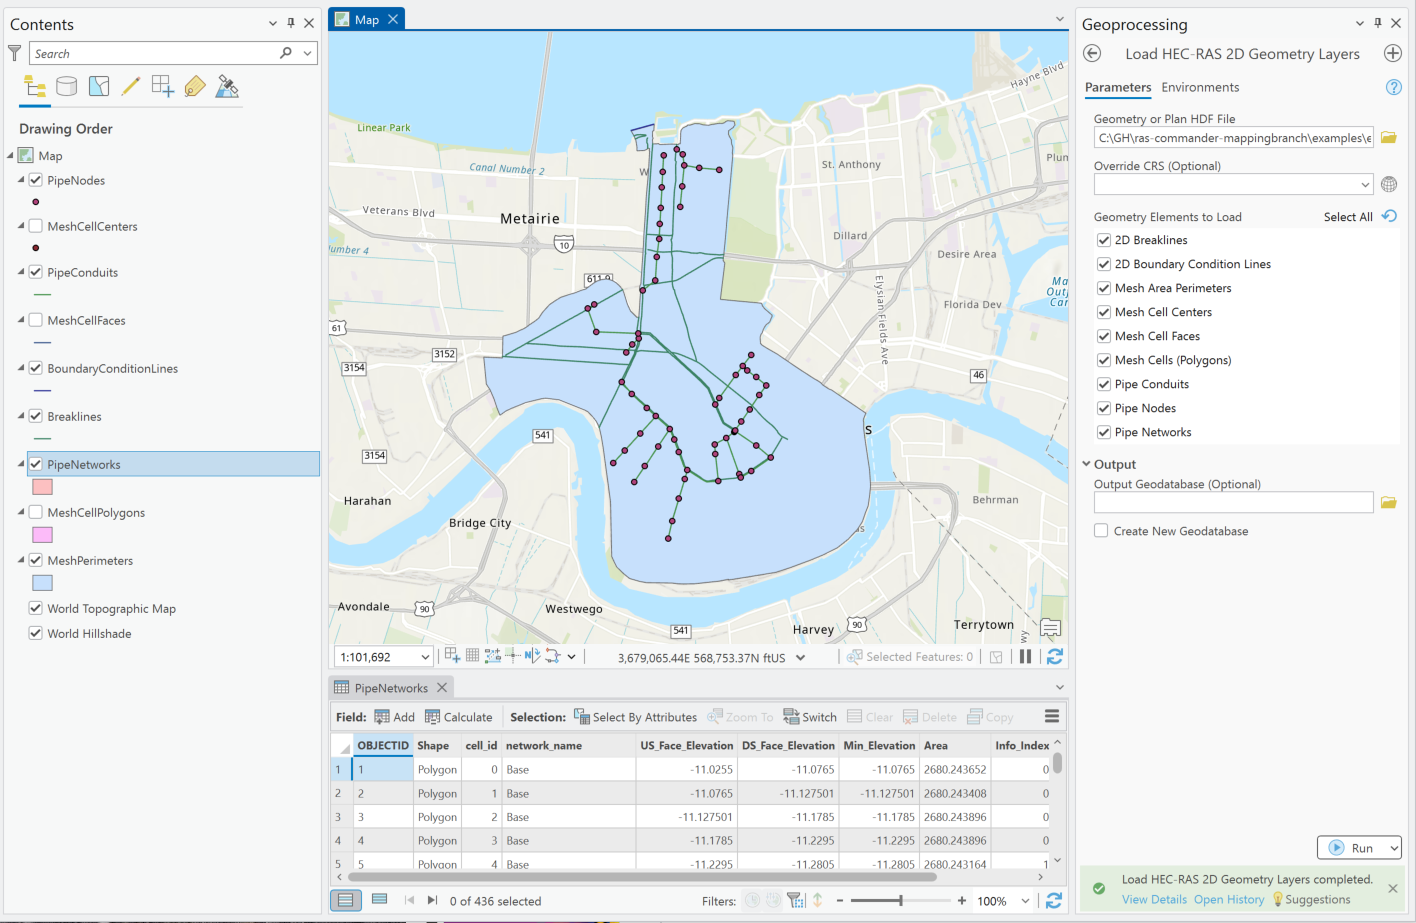 Contents
Search
Drawing Order
Map
PipeNodes
MeshCellCenters
PipeConduits
MeshCellFaces
BoundaryConditionLines
Breaklines
PipeNetworks
MeshCellPolygons
MeshPerimeters
World Topographic Map
World Hillshade
Map
Hayne Blvd
Linear Park
Canal Number 2
St. Anthony
Plun
Veterans Blvd
Metairie
10
Dillard
umber 4
Desire Area
611.9
Elysian Fields Ave
Florida Dev
61
3152
3154
46
541
3154
Harahan
Behrman
Bridge City
Avondale
90
Westwego
541
Harvey
90
Terrytown
1:101,692
3,679,065.44E 568,753.37N ftUS
Selected Features: 0
PipeNetworks
Field: Add Calculate Selection: Select By Attributes Zoom To Switch Clear Delete Copy
OBJECTID Shape cell_id network_name US_Face_Elevation DS_Face_Elevation Min_Elevation Area Info_Index
1 1 Polygon 0 Base -11.0255 -11.0765 -11.0765 2680.243652 0
2 2 Polygon 1 Base -11.0765 -11.127501 -11.127501 2680.243408 0
3 3 Polygon 2 Base -11.127501 -11.1785 -11.1785 2680.243896 0
4 4 Polygon 3 Base -11.1785 -11.2295 -11.2295 2680.243896 0
5 5 Polygon 4 Base -11.2295 -11.2805 -11.2805 2680.243164 1
0 of 436 selected
Filters:
100%
Geoprocessing
Load HEC-RAS 2D Geometry Layers
Parameters Environments
Geometry or Plan HDF File
C:\GH\ras-commander-mappingbranch\examples\e
Override CRS (Optional)
Geometry Elements to Load Select All
2D Breaklines
2D Boundary Condition Lines
Mesh Area Perimeters
Mesh Cell Centers
Mesh Cell Faces
Mesh Cells (Polygons)
Pipe Conduits
Pipe Nodes
Pipe Networks
Output
Output Geodatabase (Optional)
Create New Geodatabase
Run
Load HEC-RAS 2D Geometry Layers completed.
View Details Open History Suggestions